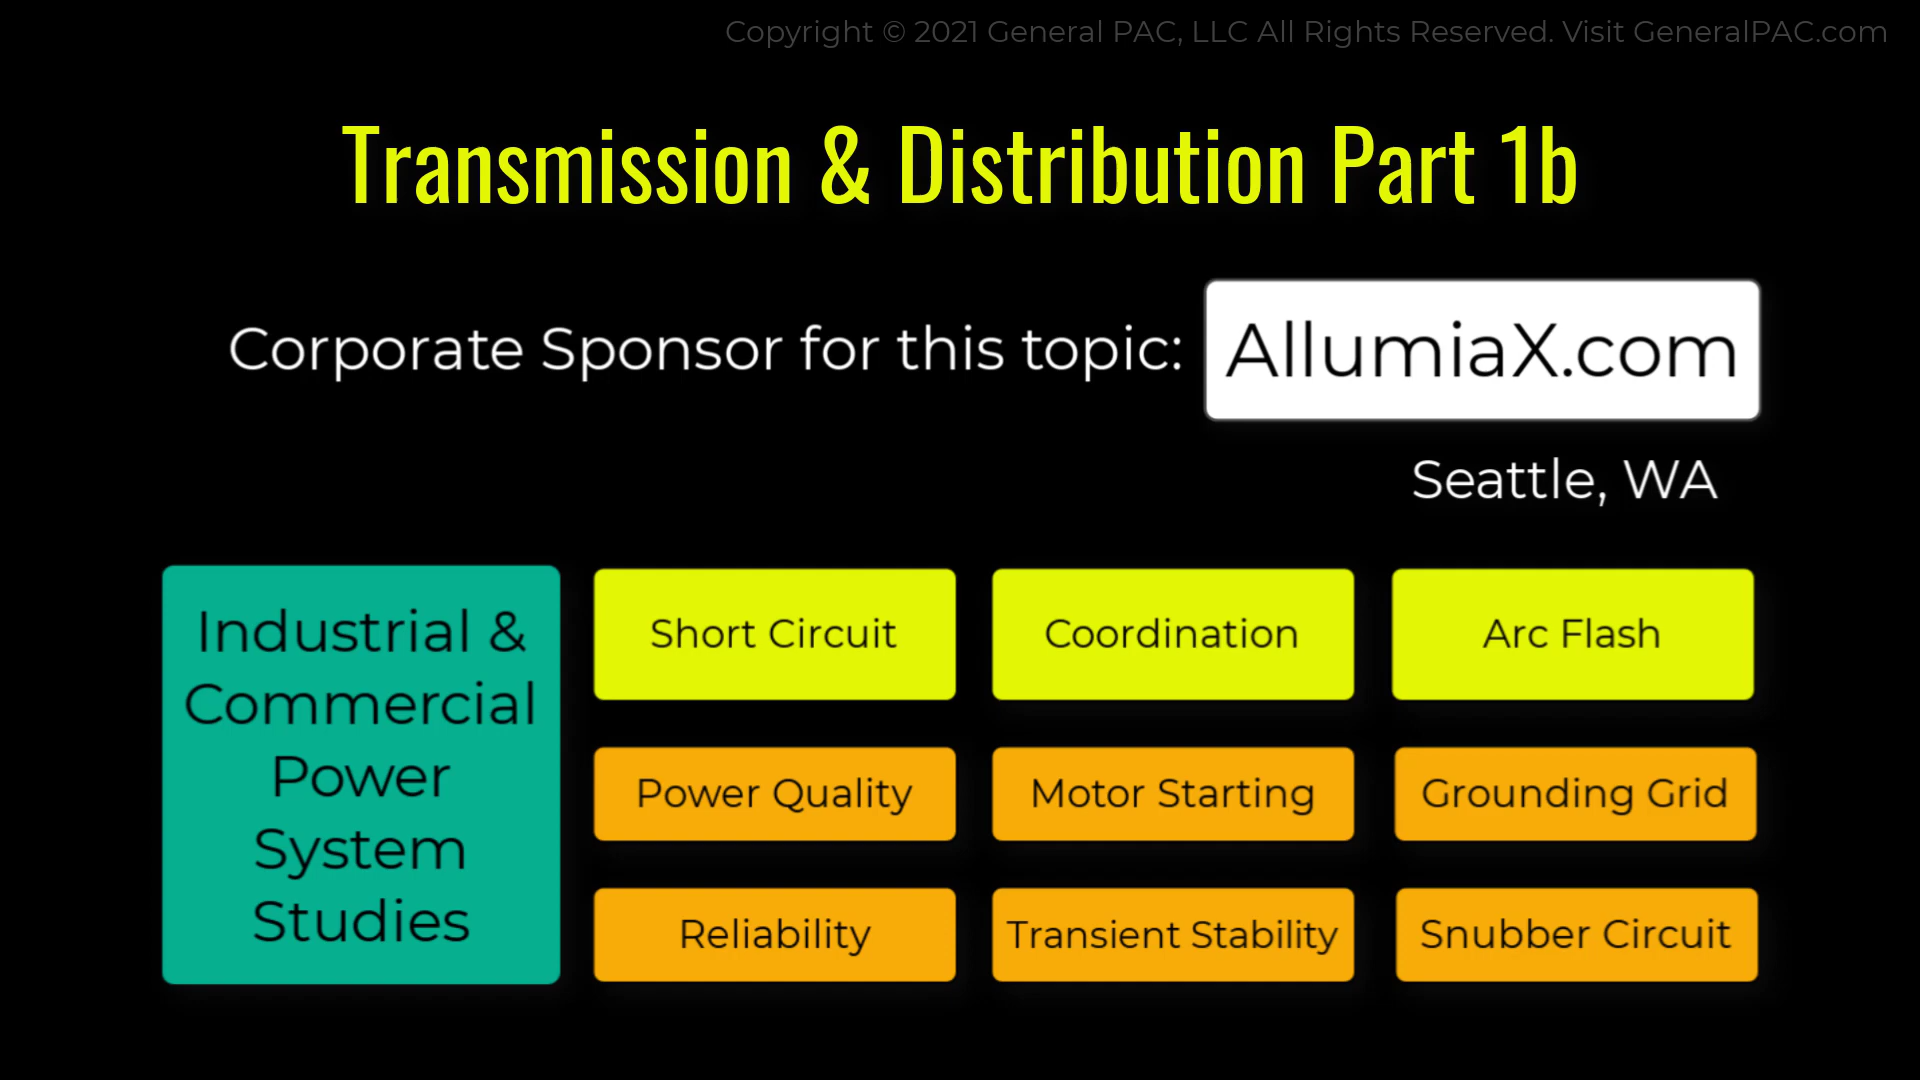 Copyright © 2021 General PAC, LLC All Rights Reserved. Visit GeneralPAC.com
Transmission & Distribution Part 1b
Corporate Sponsor for this topic: AllumiaX.com
Seattle, WA
Industrial &
Commercial
Power
System
Studies
Short Circuit
Coordination
Arc Flash
Power Quality
Motor Starting
Grounding Grid
Reliability
Transient Stability
Snubber Circuit